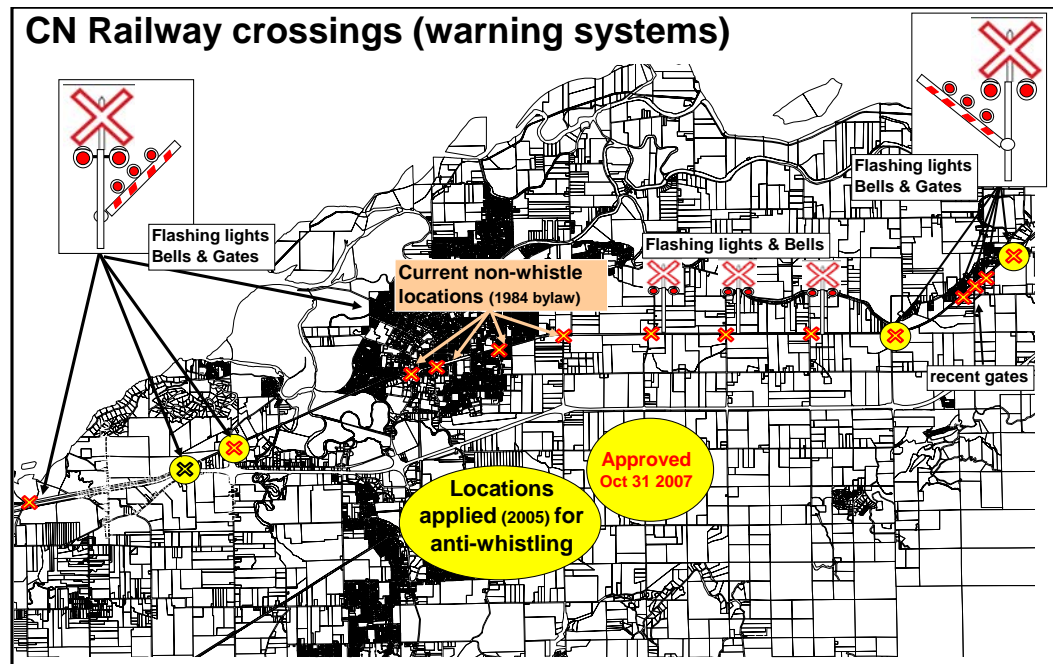 CN Railway crossings (warning systems)
Flashing lights
Bells & Gates
Flashing lights
Bells & Gates
Flashing lights & Bells
Current non-whistle
locations (1984 bylaw)
recent gates
Approved
Oct 31 2007
Locations
applied (2005) for
anti-whistling